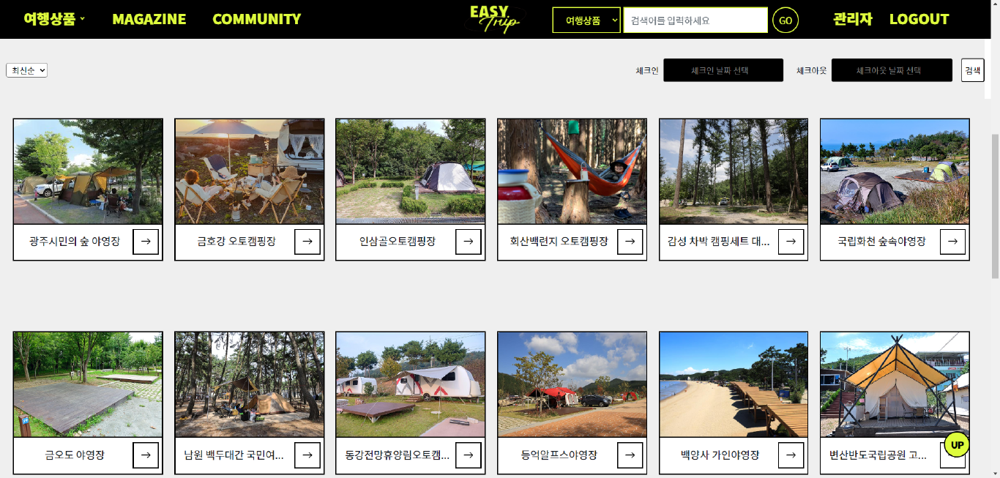 여행상품
MAGAZINE
COMMUNITY
EASY
Trip
여행상품
검색어를 입력하세요
GO
관리자
LOGOUT
최신순
체크인
체크인 날짜 선택
체크아웃
체크아웃 날짜 선택
검색
광주시민의 숲 야영장
→
금호강 오토캠핑장
→
인삼골오토캠핑장
→
회산백련지 오토캠핑장
→
감성 차박 캠핑세트 대...
→
국립화천 숲속야영장
→
금오도 야영장
→
남원 백두대간 국민여...
→
동강전망휴양림오토캠...
→
등억알프스야영장
→
백양사 가인야영장
→
변산반도국립공원 고...
UP